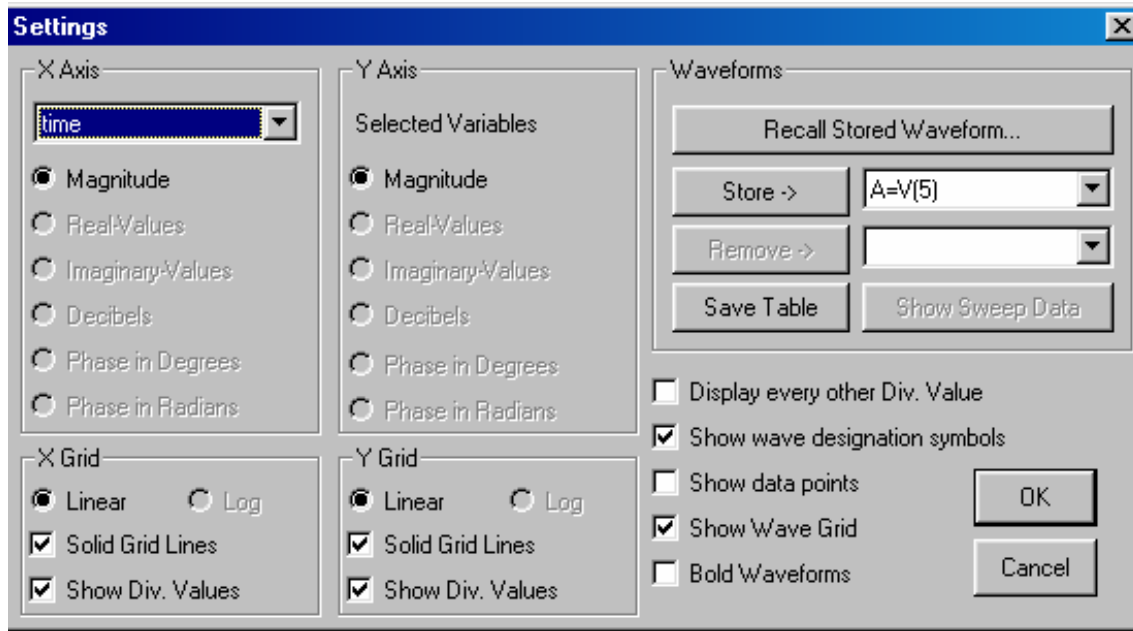 Settings
X Axis
time
Magnitude
Real-Values
Imaginary-Values
Decibels
Phase in Degrees
Phase in Radians
Y Axis
Selected Variables
Magnitude
Real-Values
Imaginary-Values
Decibels
Phase in Degrees
Phase in Radians
Waveforms
Recall Stored Waveform...
Store ->
A=V(5)
Remove ->
Save Table
Show Sweep Data
X Grid
Linear
Log
Solid Grid Lines
Show Div. Values
Y Grid
Linear
Log
Solid Grid Lines
Show Div. Values
Display every other Div. Value
Show wave designation symbols
Show data points
Show Wave Grid
Bold Waveforms
OK
Cancel